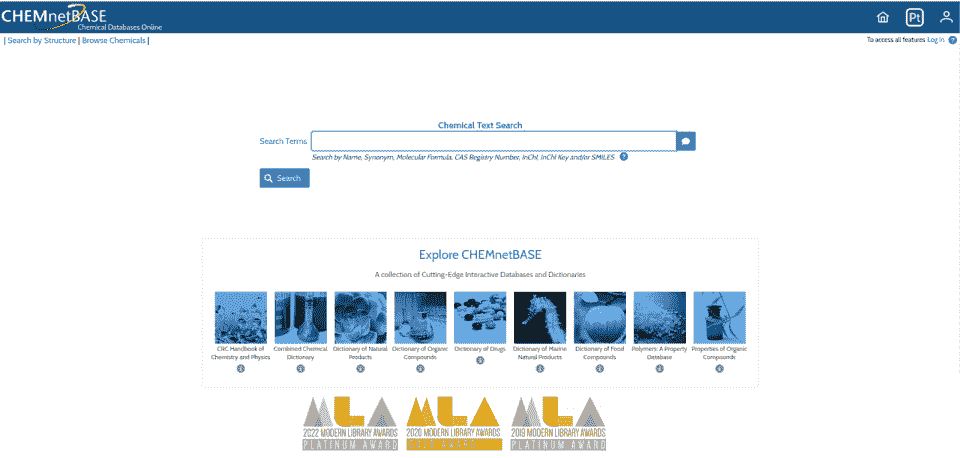 CHEMnetBASE
Chemical Databases Online
Pt
| Search by Structure | Browse Chemicals |
To access all features Log In ?
Chemical Text Search
Search Terms
Search by Name, Synonym, Molecular Formula, CAS Registry Number, InChI, InChI Key and/or SMILES ?
Search
Explore CHEMnetBASE
A collection of Cutting-Edge Interactive Databases and Dictionaries
CRC Handbook of
Chemistry and Physics
Combined Chemical
Dictionary
Dictionary of Natural
Products
Dictionary of Organic
Compounds
Dictionary of Drugs
Dictionary of Marine
Natural Products
Dictionary of Food
Compounds
Polymers: A Property
Database
Properties of Organic
Compounds
MLA
2022 MODERN LIBRARY AWARDS
PLATINUM AWARD
MLA
2020 MODERN LIBRARY AWARDS
MLA
2019 MODERN LIBRARY AWARDS
PLATINUM AWARD